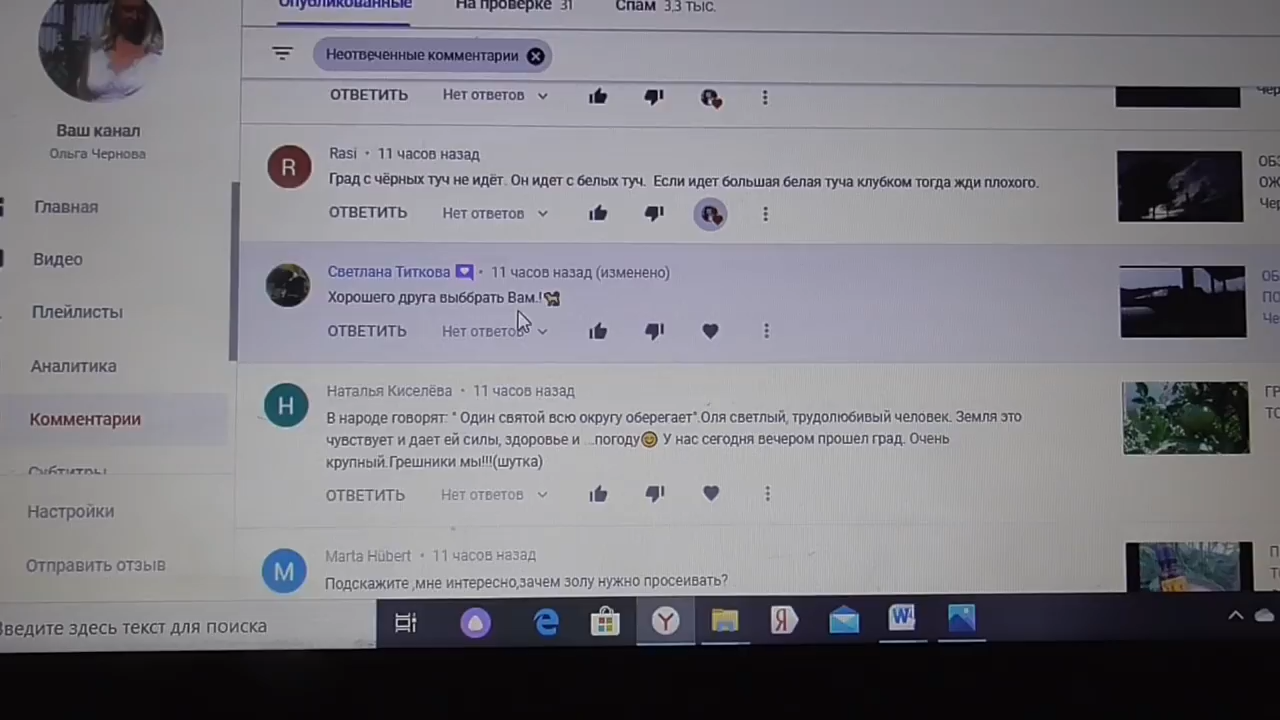 Опубликованные На проверке 31 Спам 3,3 тыс.
Неотвеченные комментарии
ОТВЕТИТЬ Нет ответов
Ваш канал
Ольга Чернова
Главная
Видео
Плейлисты
Аналитика
Комментарии
Субтитры
Настройки
Отправить отзыв
R
Rasi • 11 часов назад
Град с чёрных туч не идёт. Он идет с белых туч. Если идет большая белая туча клубком тогда жди плохого.
ОТВЕТИТЬ Нет ответов
Светлана Титкова • 11 часов назад (изменено)
Хорошего друга выббрать Вам.!🐕
ОТВЕТИТЬ Нет ответов
Н
Наталья Киселёва • 11 часов назад
В народе говорят: " Один святой всю округу оберегает".Оля светлый, трудолюбивый человек. Земля это
чувствует и дает ей силы, здоровье и ...погоду😊 У нас сегодня вечером прошел град. Очень
крупный.Грешники мы!!!(шутка)
ОТВЕТИТЬ Нет ответов
M
Marta Hübert • 11 часов назад
Подскажите ,мне интересно,зачем золу нужно просеивать?
Введите здесь текст для поиска